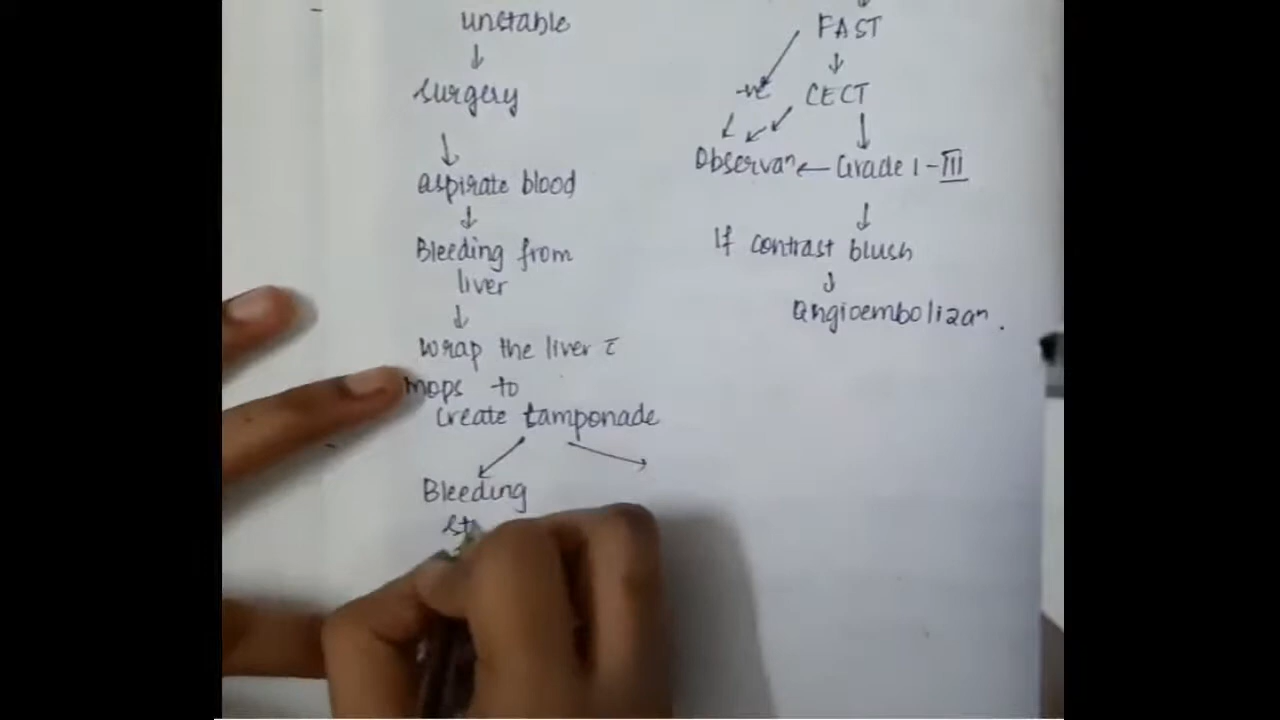 unstable
surgery
aspirate blood
Bleeding from
liver
Wrap the liver c̄
mops to
create tamponade
Bleeding
st
FAST
-ve CECT
Observaⁿ ← Grade I - III
If contrast blush
angioembolizaⁿ.